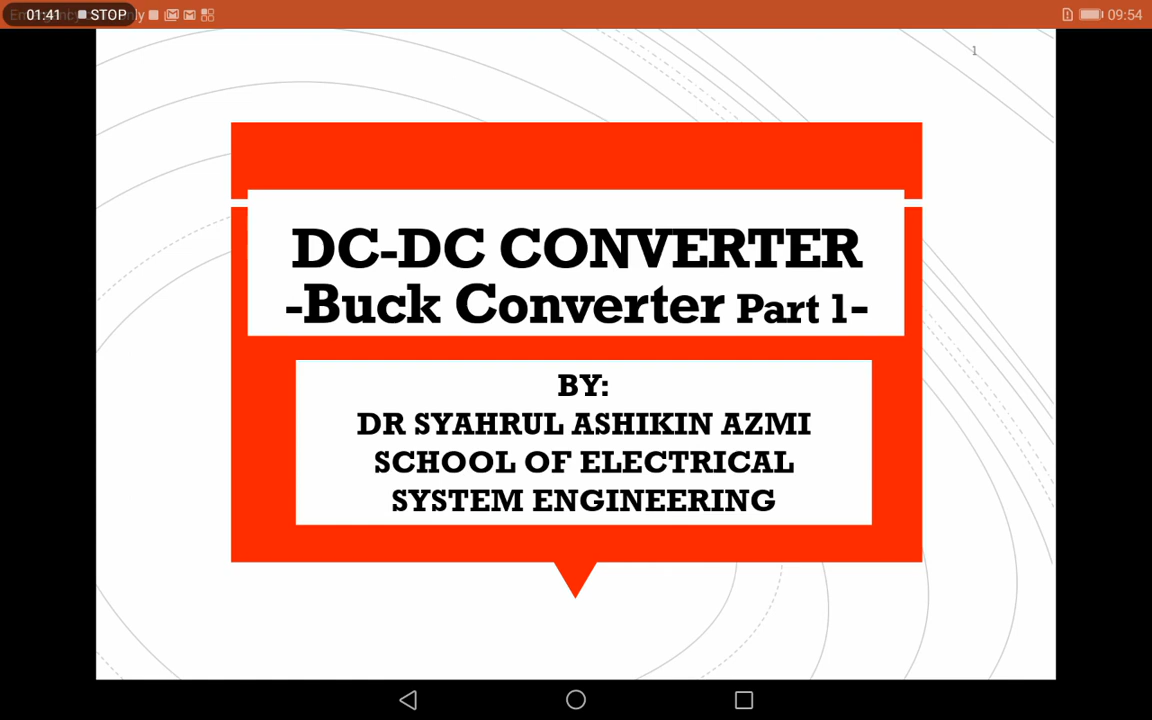 01:41 STOP
09:54
1
DC-DC CONVERTER
-Buck Converter Part 1-
BY:
DR SYAHRUL ASHIKIN AZMI
SCHOOL OF ELECTRICAL
SYSTEM ENGINEERING